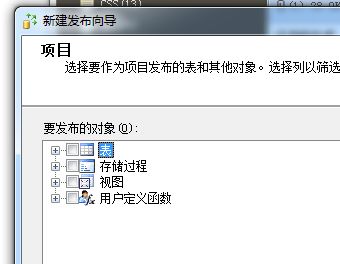 CSS(13)
新建发布向导
项目
选择要作为项目发布的表和其他对象。选择列以筛选
要发布的对象(O):
表
存储过程
视图
用户定义函数